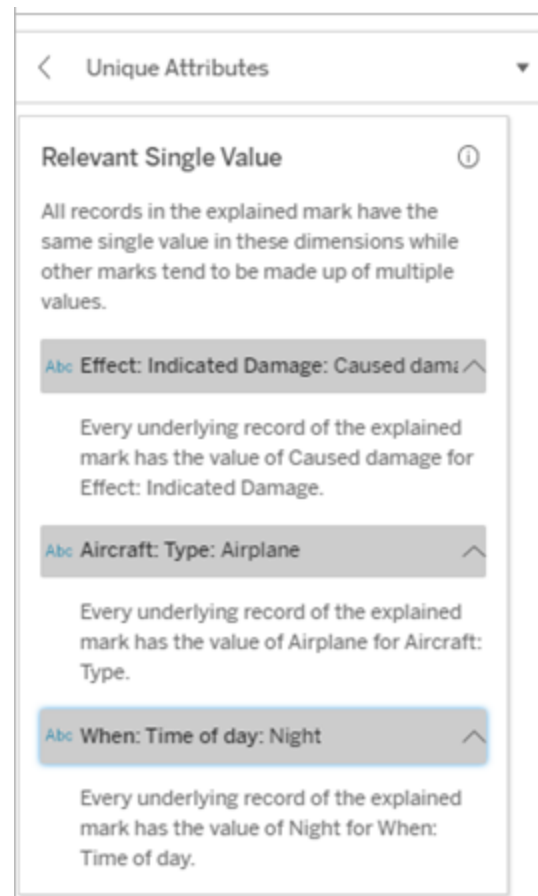 Unique Attributes
Relevant Single Value
All records in the explained mark have the
same single value in these dimensions while
other marks tend to be made up of multiple
values.
Abc Effect: Indicated Damage: Caused dama
Every underlying record of the explained
mark has the value of Caused damage for
Effect: Indicated Damage.
Abc Aircraft: Type: Airplane
Every underlying record of the explained
mark has the value of Airplane for Aircraft:
Type.
Abc When: Time of day: Night
Every underlying record of the explained
mark has the value of Night for When:
Time of day.